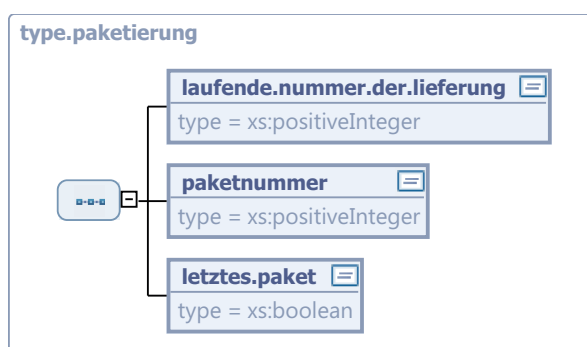 type.paketierung
laufende.nummer.der.lieferung
type = xs:positiveInteger
paketnummer
type = xs:positiveInteger
letztes.paket
type = xs:boolean